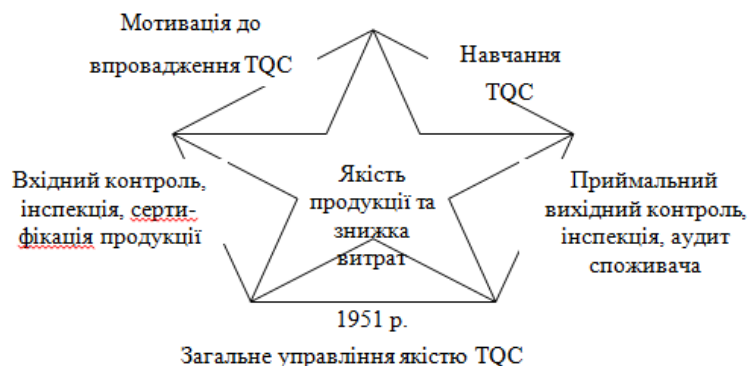 Мотивація до
впровадження TQC
Навчання
TQC
Вхідний контроль,
інспекція, серти-
фікація продукції
Якість
продукції та
знижка
витрат
Приймальний
вихідний контроль,
інспекція, аудит
споживача
1951 р.
Загальне управління якістю TQC